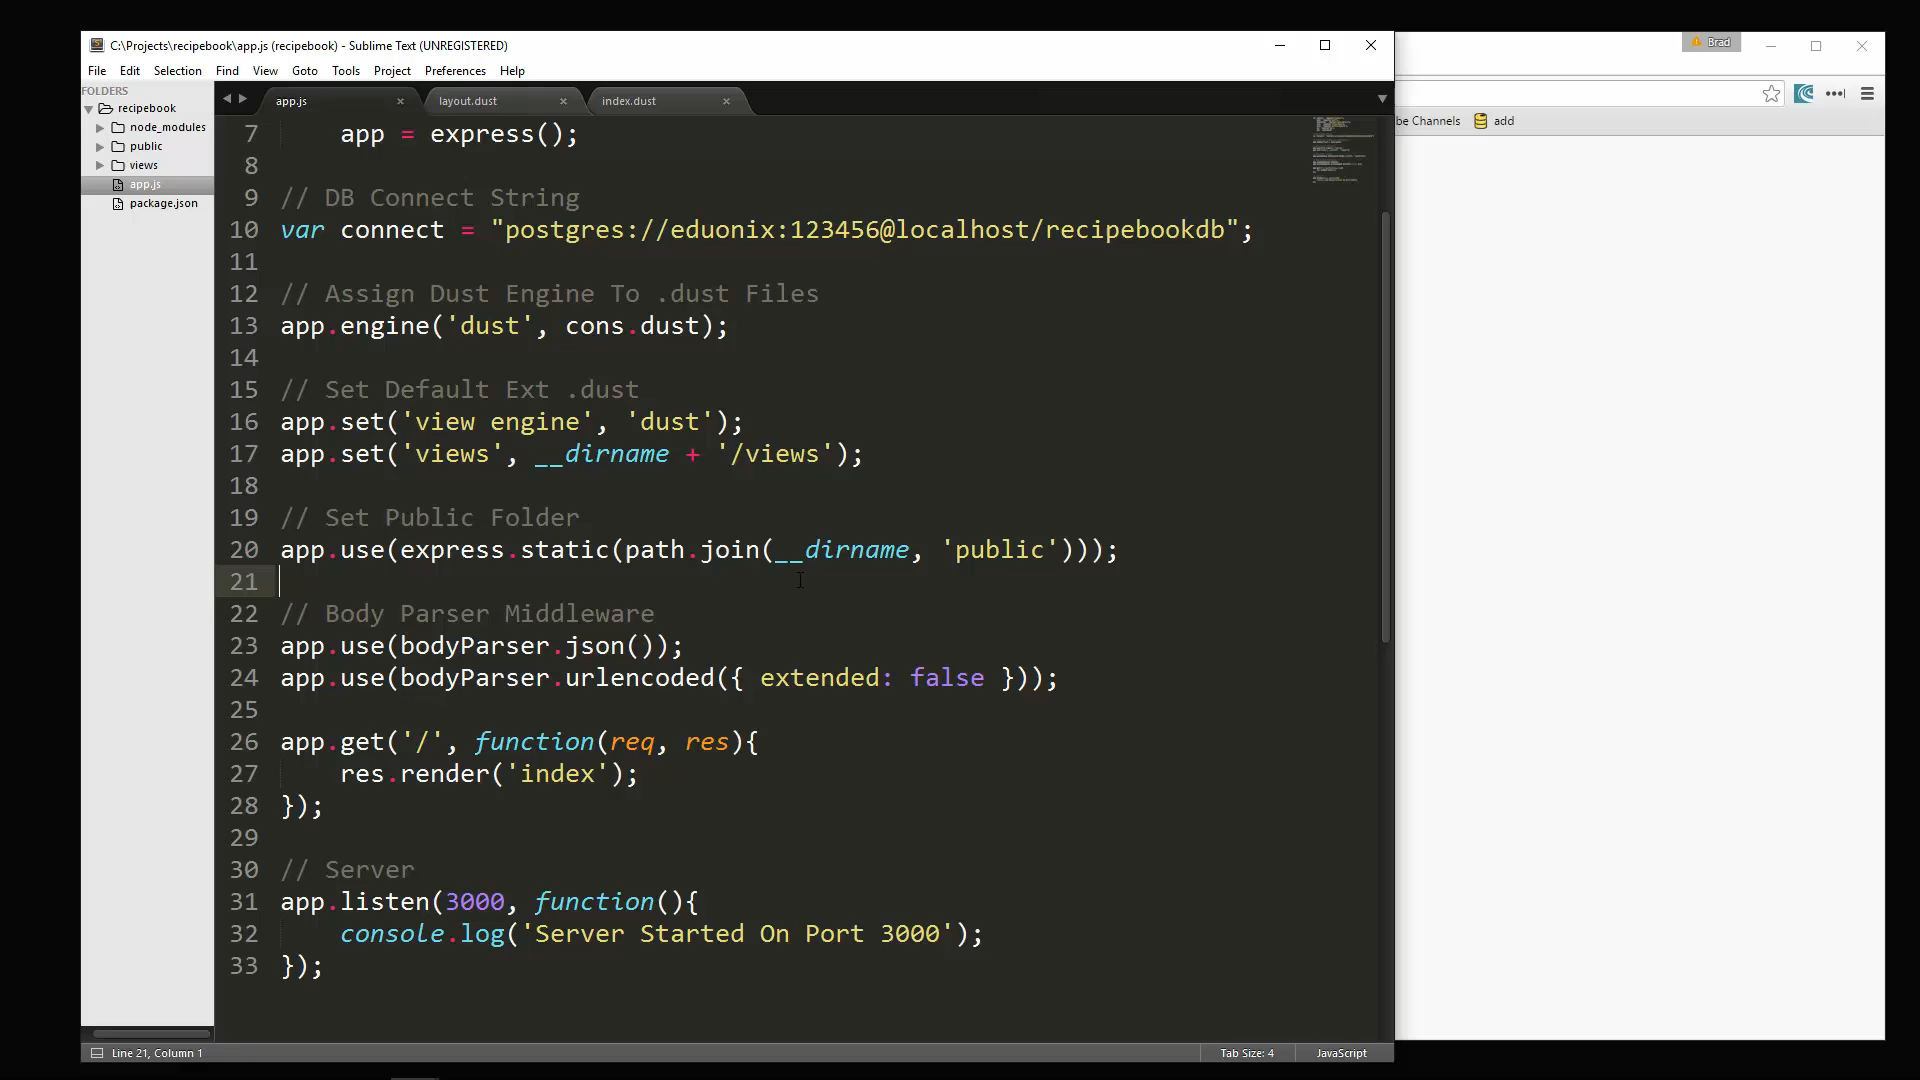 C:\Projects\recipebook\app.js (recipebook) - Sublime Text (UNREGISTERED)
Brad
File Edit Selection Find View Goto Tools Project Preferences Help
FOLDERS
recipebook
node_modules
public
views
app.js
package.json
app.js layout.dust index.dust
be Channels add
7 app = express();
8
9 // DB Connect String
10 var connect = "postgres://eduonix:123456@localhost/recipebookdb";
11
12 // Assign Dust Engine To .dust Files
13 app.engine('dust', cons.dust);
14
15 // Set Default Ext .dust
16 app.set('view engine', 'dust');
17 app.set('views', __dirname + '/views');
18
19 // Set Public Folder
20 app.use(express.static(path.join(__dirname, 'public')));
21
22 // Body Parser Middleware
23 app.use(bodyParser.json());
24 app.use(bodyParser.urlencoded({ extended: false }));
25
26 app.get('/', function(req, res){
27 res.render('index');
28 });
29
30 // Server
31 app.listen(3000, function(){
32 console.log('Server Started On Port 3000');
33 });
Line 21, Column 1 Tab Size: 4 JavaScript